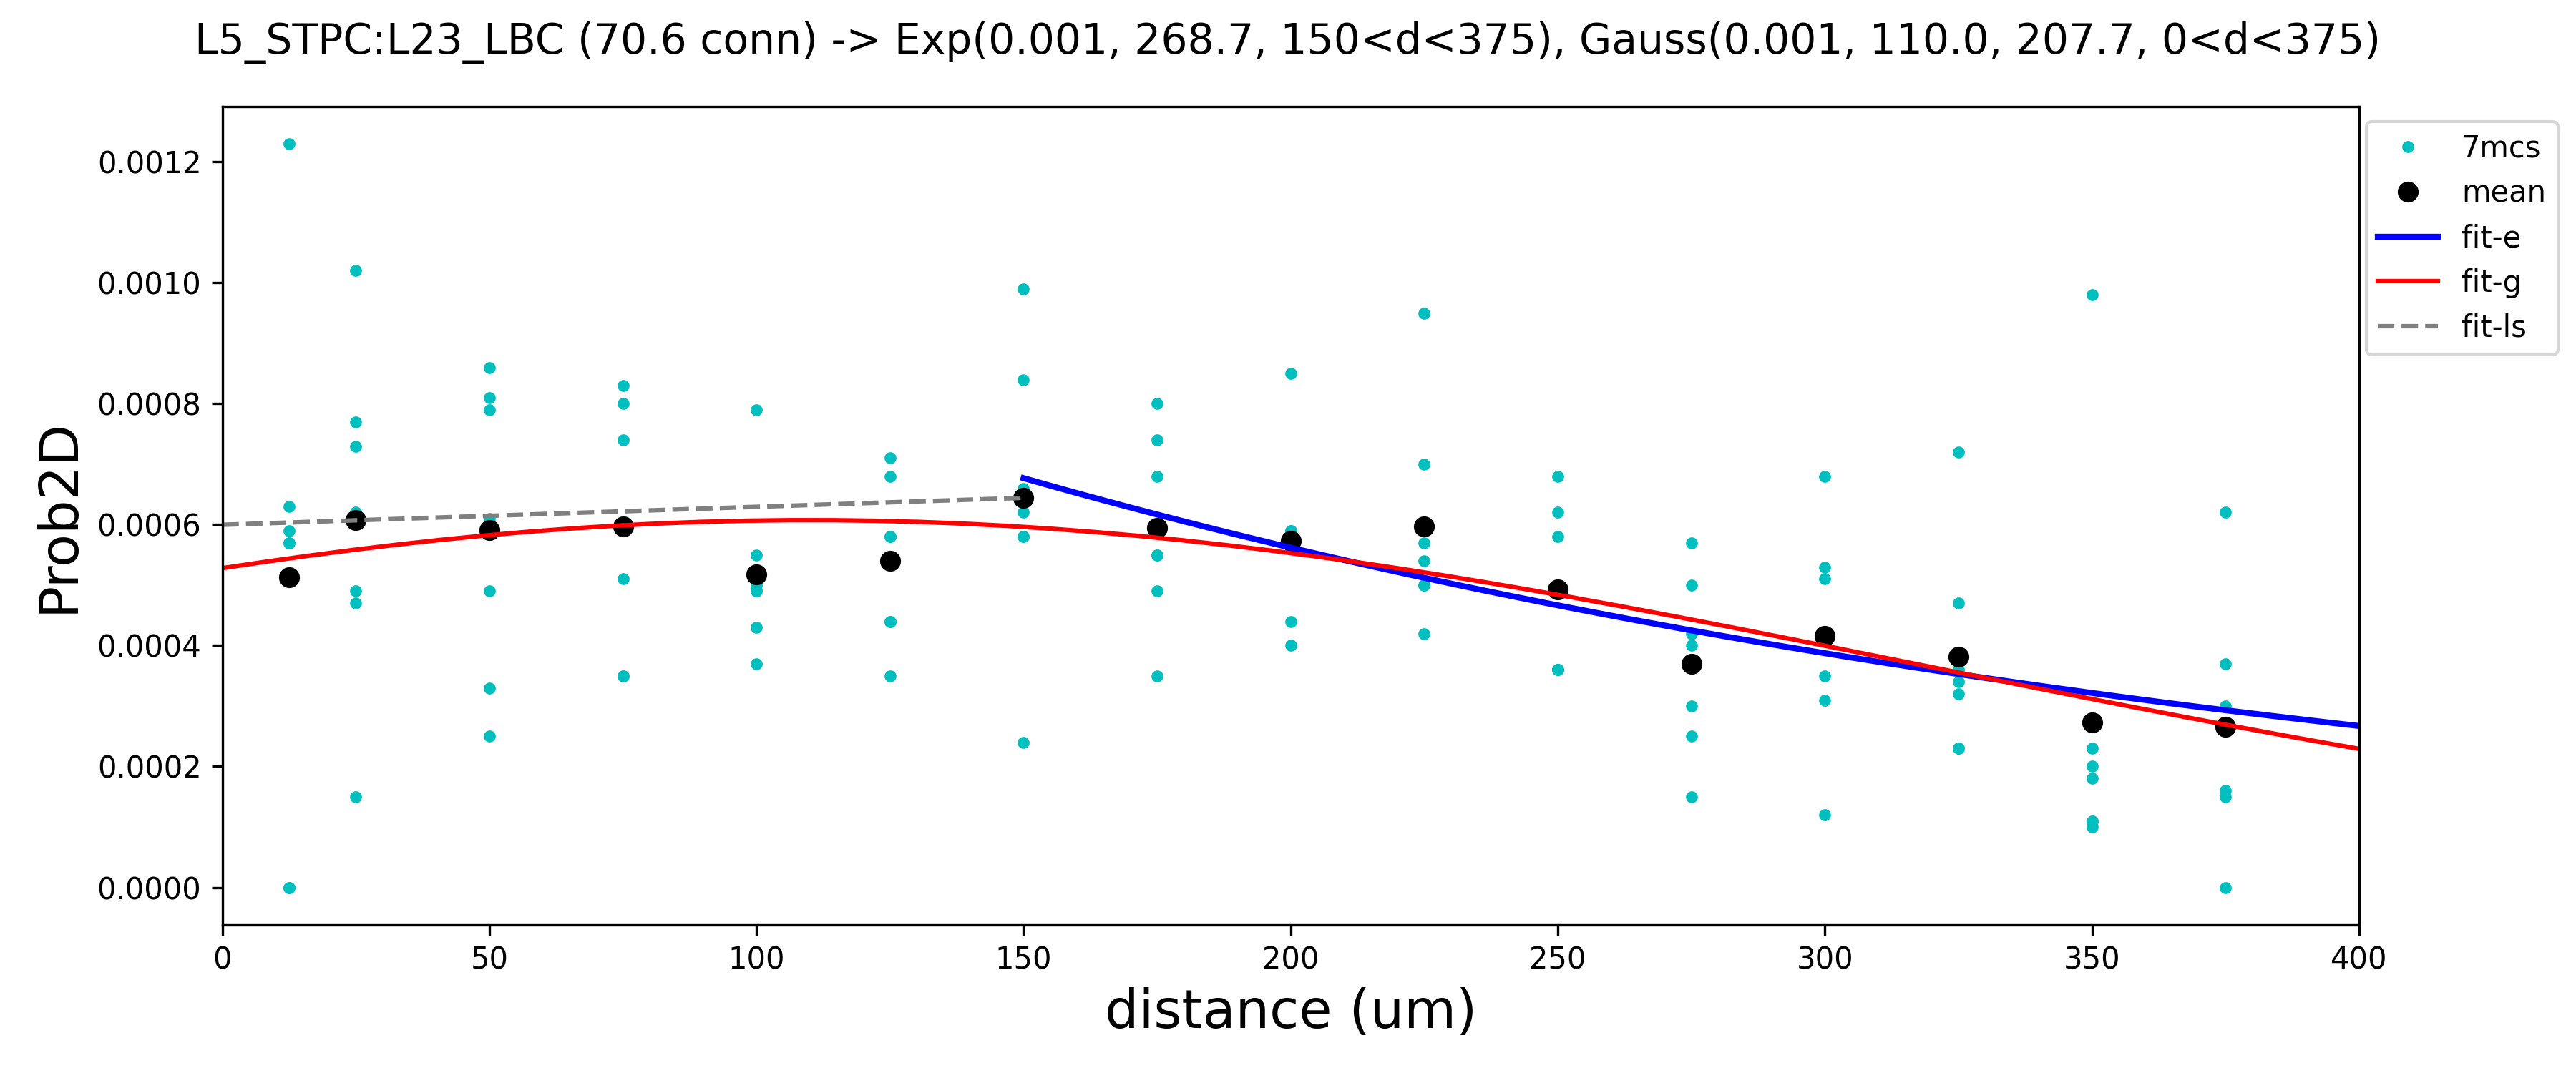 L5_STPC:L23_LBC (70.6 conn) -> Exp(0.001, 268.7, 150<d<375), Gauss(0.001, 110.0, 207.7, 0<d<375)
7mcs
mean
fit-e
fit-g
fit-ls
Prob2D
0.0012
0.0010
0.0008
0.0006
0.0004
0.0002
0.0000
0 50 100 150 200 250 300 350 400
distance (um)